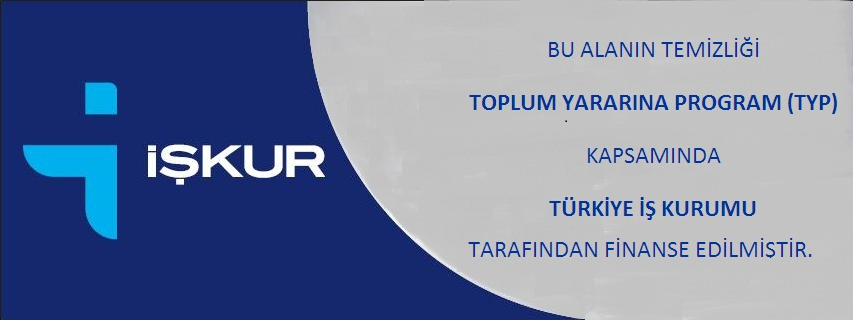 İŞKUR
BU ALANIN TEMİZLİĞİ
TOPLUM YARARINA PROGRAM (TYP)
KAPSAMINDA
TÜRKİYE İŞ KURUMU
TARAFINDAN FİNANSE EDİLMİŞTİR.